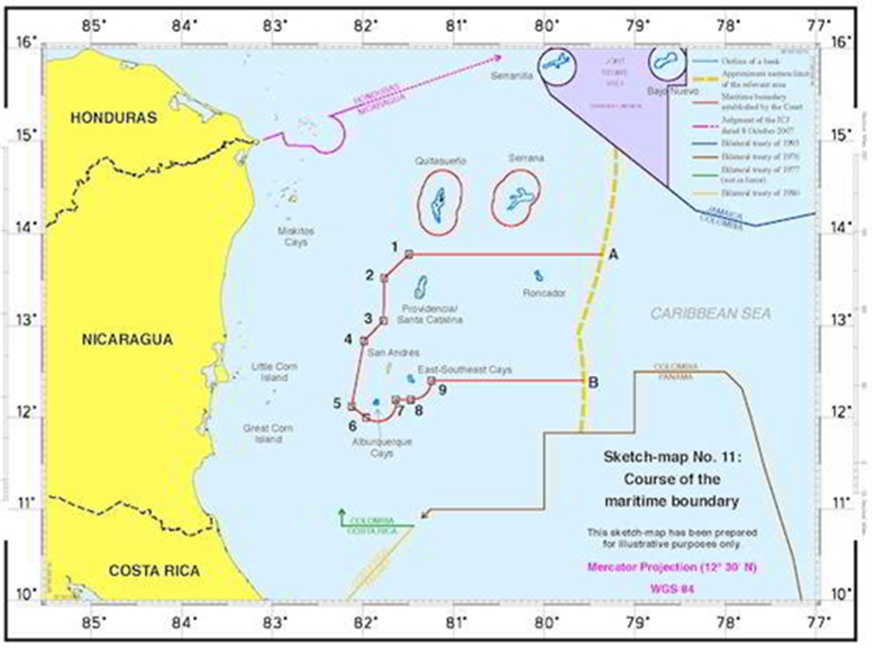 85° 84° 83° 82° 81° 80° 79° 78° 77°
16° 16°
Serranilla
Bajo Nuevo
Outline of a bank
Approximate eastern limit
of the relevant area
Maritime boundary
established by the Court
Judgment of the ICJ
dated 8 October 2007
Bilateral treaty of 1993
Bilateral treaty of 1976
Bilateral treaty of 1977
(not in force)
Bilateral treaty of 1980
HONDURAS
HONDURAS
NICARAGUA
15° 15°
Quitasueño
Serrana
14° 14°
Miskitos
Cays
JAMAICA
COLOMBIA
1
A
2
Providencia/
Santa Catalina
Roncador
13° 13°
3
CARIBBEAN SEA
NICARAGUA
4
San Andrés
Little Corn
Island
East-Southeast Cays
COLOMBIA
PANAMA
9
B
12° 12°
5
6
7
8
Great Corn
Island
Alburquerque
Cays
Sketch-map No. 11:
Course of the
maritime boundary
11° 11°
COLOMBIA
COSTA RICA
This sketch-map has been prepared
for illustrative purposes only.
Mercator Projection (12° 30' N)
WGS 84
COSTA RICA
10° 10°
85° 84° 83° 82° 81° 80° 79° 78° 77°